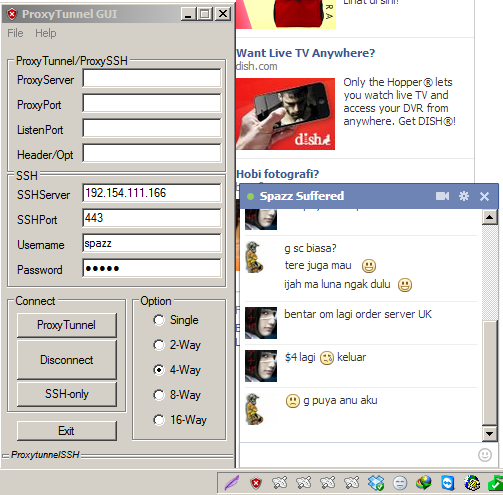 ProxyTunnel GUI
File Help
ProxyTunnel/ProxySSH
ProxyServer
ProxyPort
ListenPort
Header/Opt
SSH
SSHServer 192.154.111.166
SSHPort 443
Username spazz
Password •••••
Connect
ProxyTunnel
Disconnect
SSH-only
Exit
Option
Single
2-Way
4-Way
8-Way
16-Way
ProxytunnelSSH
Want Live TV Anywhere?
dish.com
dish
Only the Hopper® lets
you watch live TV and
access your DVR from
anywhere. Get DISH®!
Hobi fotografi?
Spazz Suffered
g sc biasa?
tere juga mau
ijah ma luna ngak dulu
bentar om lagi order server UK
$4 lagi keluar
g puya anu aku